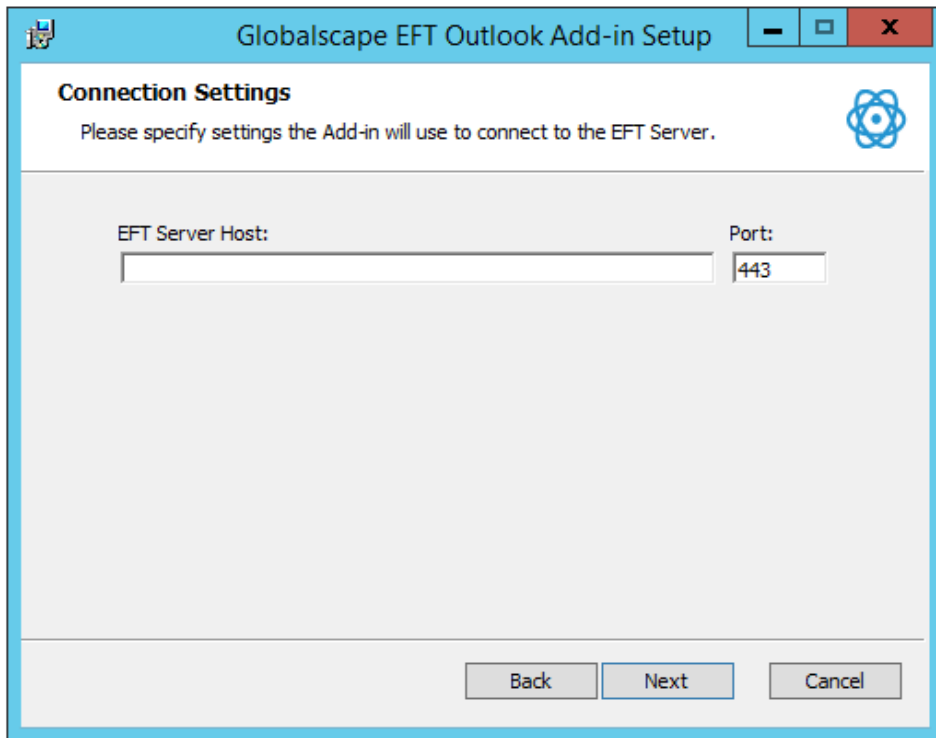 Globalscape EFT Outlook Add-in Setup
Connection Settings
Please specify settings the Add-in will use to connect to the EFT Server.
EFT Server Host: Port:
443
Back Next Cancel